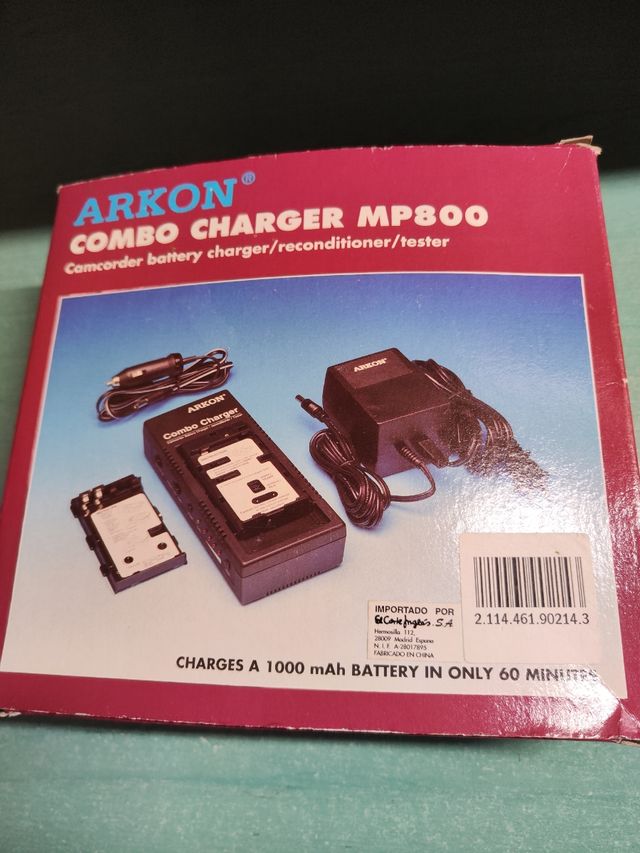 ARKON®
COMBO CHARGER MP800
Camcorder battery charger/reconditioner/tester
ARKON
ARKON
Combo Charger
IMPORTADO POR
El Corte Inglés. S.A
Hermosilla 112,
28009 Madrid Espana
N. I. F. A-28017895
FABRICADO EN CHINA
2.114.461.90214.3
CHARGES A 1000 mAh BATTERY IN ONLY 60 MINUTES